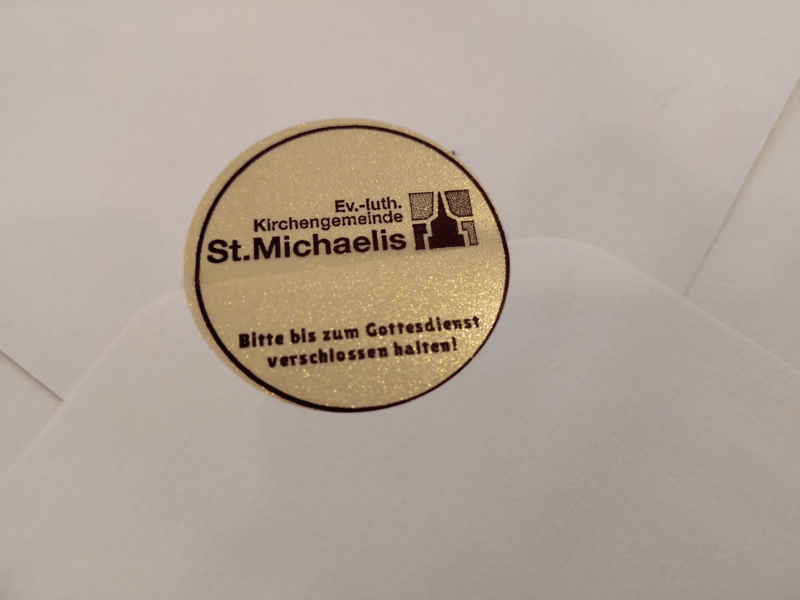 Ev.-luth.
Kirchengemeinde
St.Michaelis
Bitte bis zum Gottesdienst
verschlossen halten!